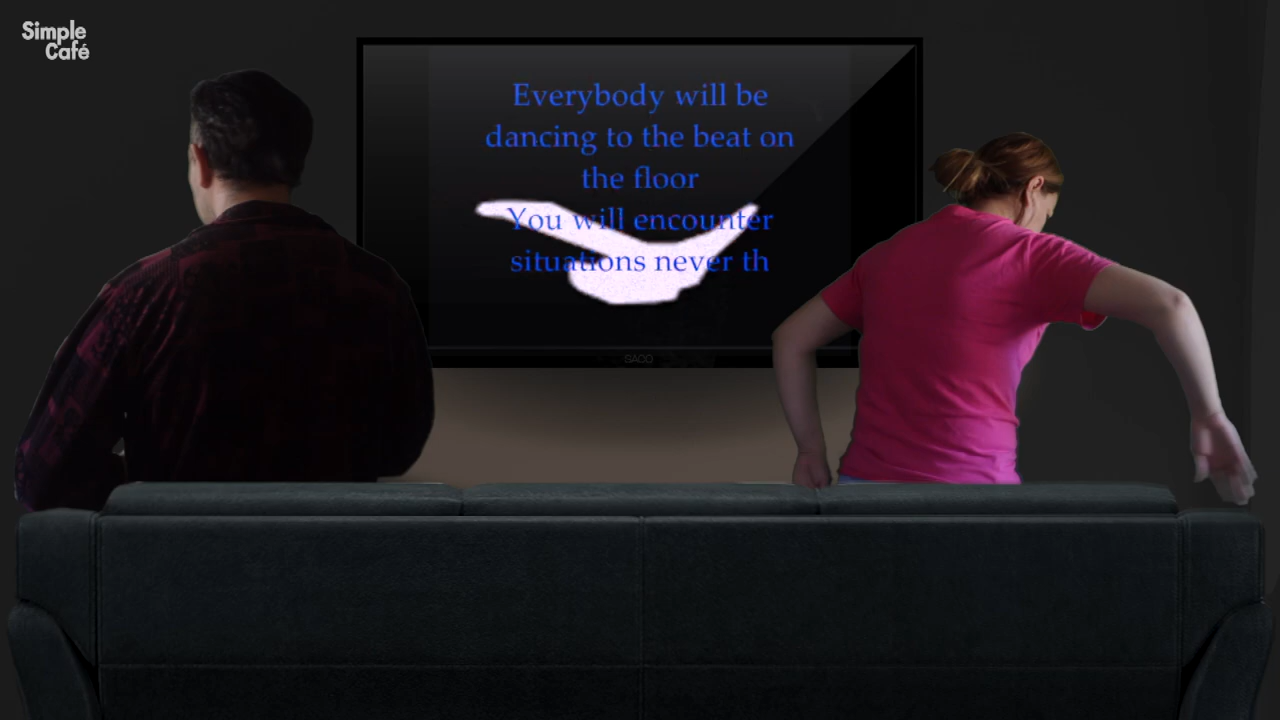 Simple
Café
Everybody will be
dancing to the beat on
the floor
You will encounter
situations never th